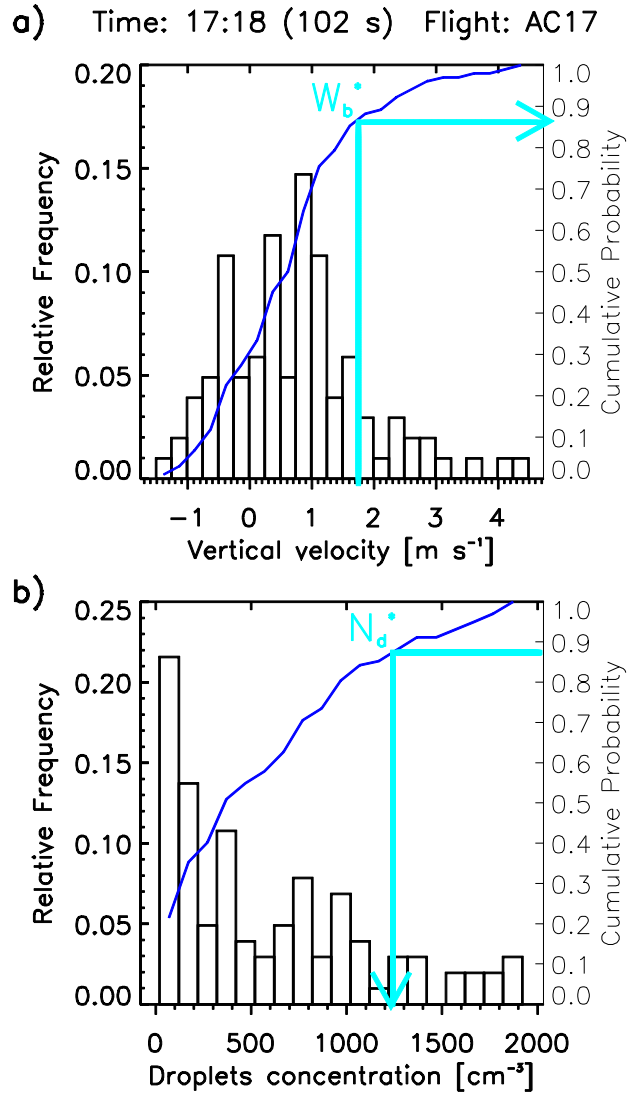 a) Time: 17:18 (102 s) Flight: AC17
0.20
0.15
0.10
0.05
0.00
Relative Frequency
W_b*
1.0
0.9
0.8
0.7
0.6
0.5
0.4
0.3
0.2
0.1
0.0
Cumulative Probability
−1 0 1 2 3 4
Vertical velocity [m s⁻¹]
b)
0.25
0.20
0.15
0.10
0.05
0.00
Relative Frequency
N_d*
1.0
0.9
0.8
0.7
0.6
0.5
0.4
0.3
0.2
0.1
0.0
Cumulative Probability
0 500 1000 1500 2000
Droplets concentration [cm⁻³]